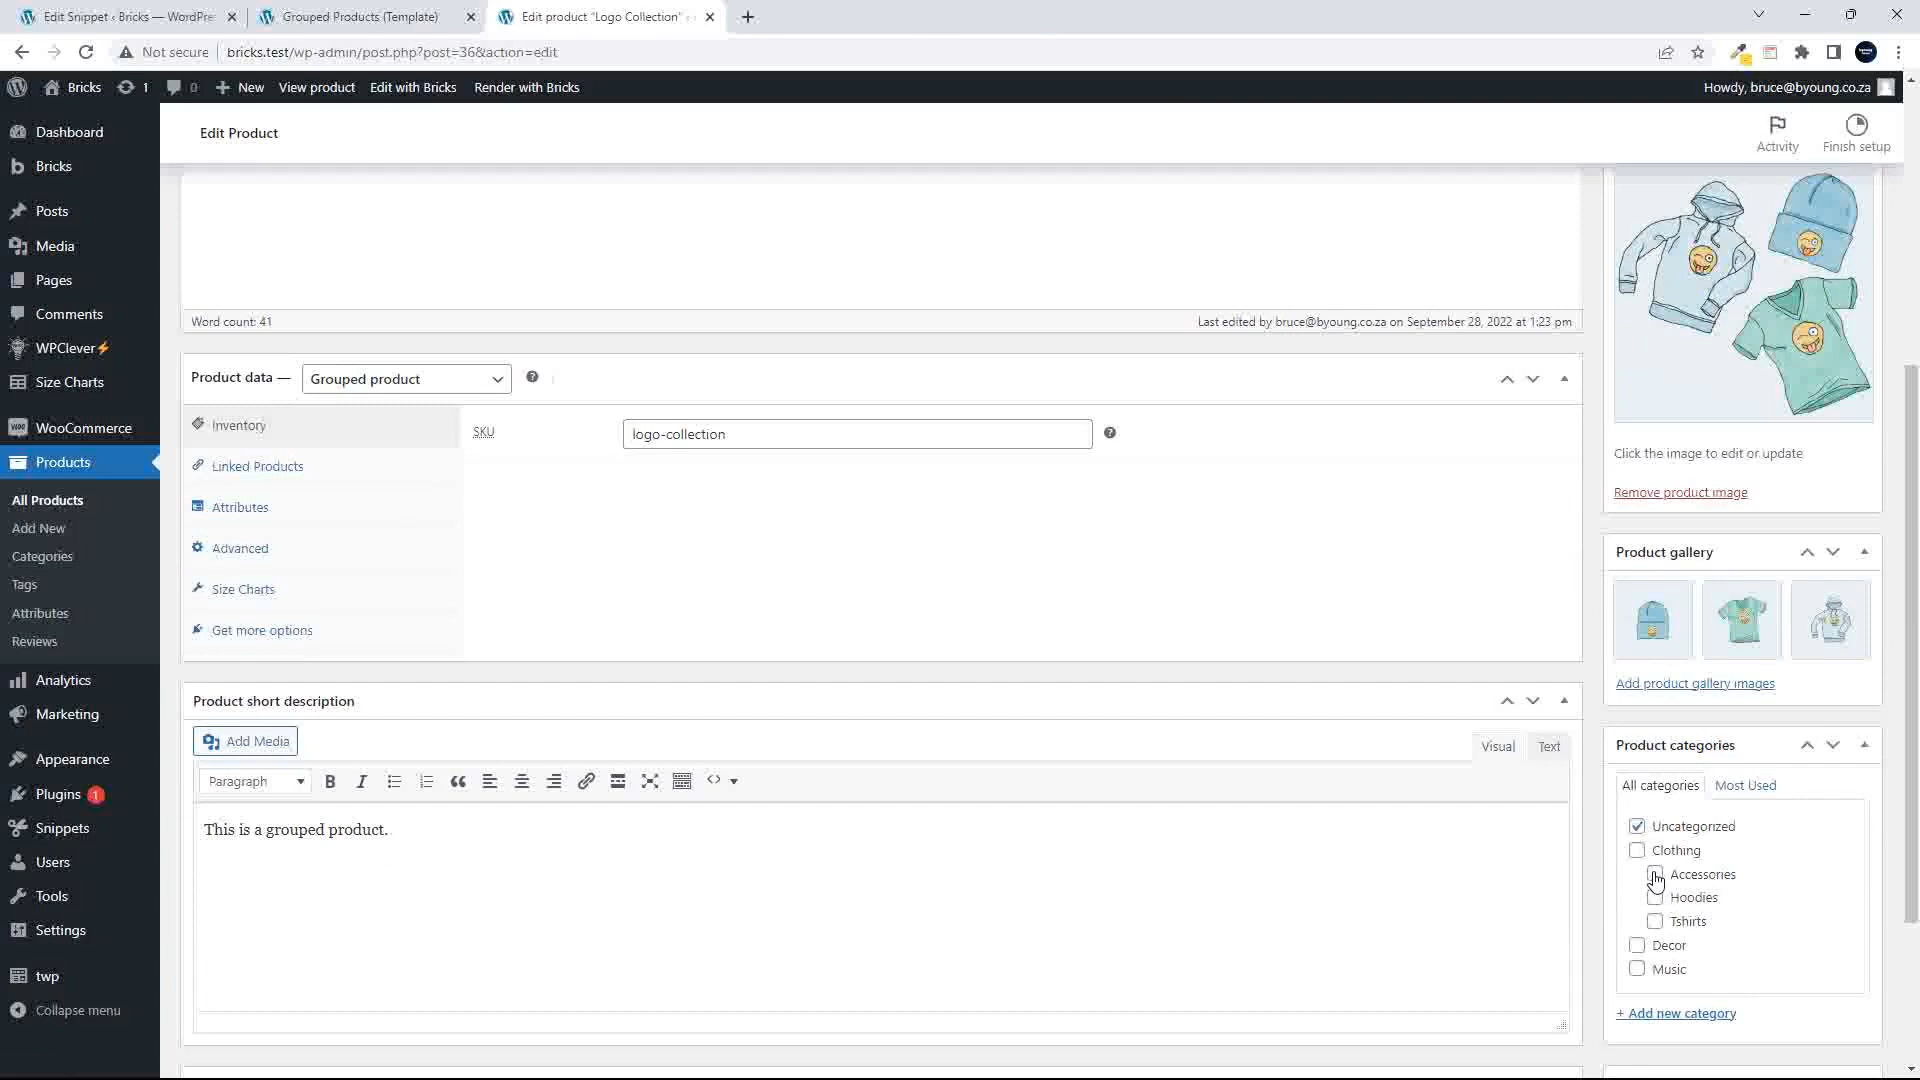 Edit Snippet ‹ Bricks — WordPre
Grouped Products (Template)
Edit product "Logo Collection" ‹
Not secure
bricks.test/wp-admin/post.php?post=36&action=edit
Bricks
1
0
New
View product
Edit with Bricks
Render with Bricks
Howdy, bruce@byoung.co.za
Dashboard
Bricks
Posts
Media
Pages
Comments
WPClever⚡
Size Charts
WooCommerce
Products
All Products
Add New
Categories
Tags
Attributes
Reviews
Analytics
Marketing
Appearance
Plugins 1
Snippets
Users
Tools
Settings
twp
Collapse menu
Edit Product
Activity
Finish setup
Word count: 41
Last edited by bruce@byoung.co.za on September 28, 2022 at 1:23 pm
Product data —
Grouped product
Inventory
Linked Products
Attributes
Advanced
Size Charts
Get more options
SKU
logo-collection
Product short description
Add Media
Visual
Text
Paragraph
This is a grouped product.
Click the image to edit or update
Remove product image
Product gallery
Add product gallery images
Product categories
All categories
Most Used
Uncategorized
Clothing
Accessories
Hoodies
Tshirts
Decor
Music
+ Add new category